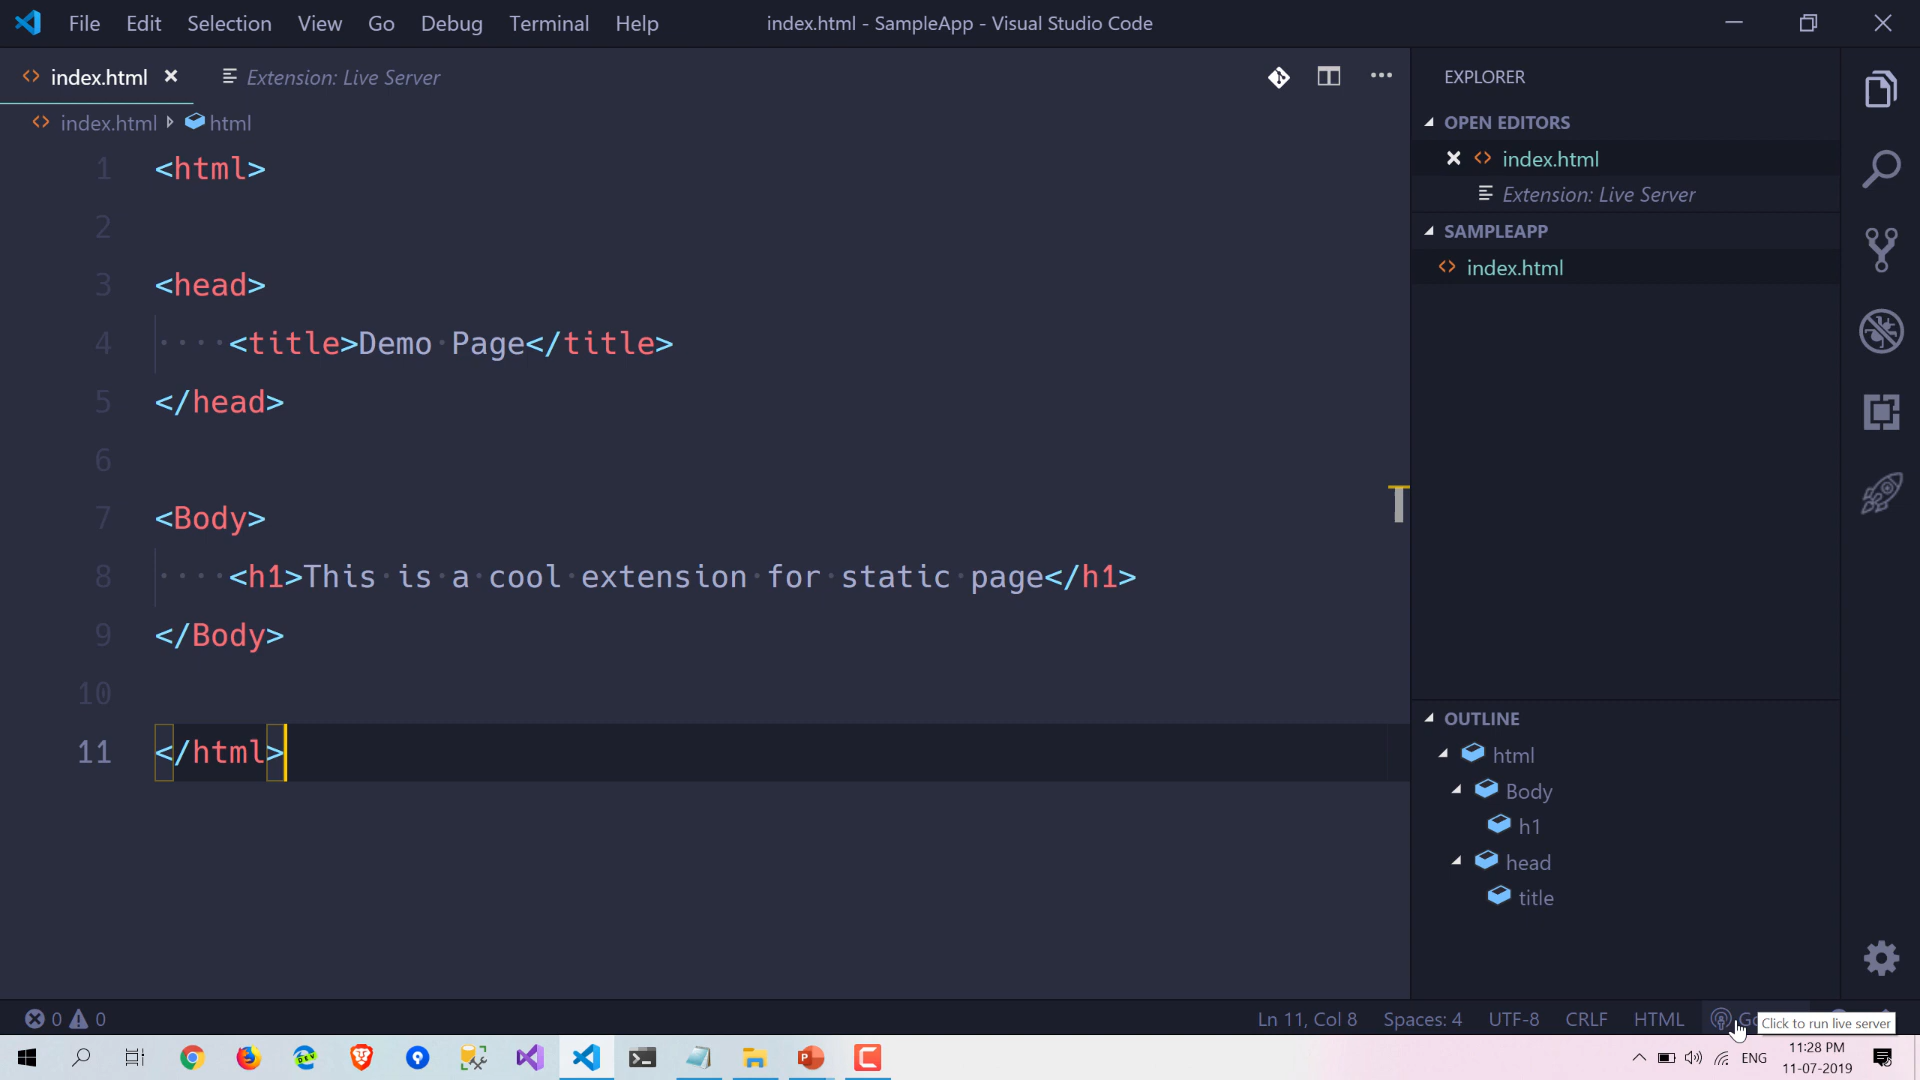 File Edit Selection View Go Debug Terminal Help
index.html - SampleApp - Visual Studio Code
index.html Extension: Live Server
index.html html
1 <html>
2
3 <head>
4 <title>Demo Page</title>
5 </head>
6
7 <Body>
8 <h1>This is a cool extension for static page</h1>
9 </Body>
10
11 </html>
EXPLORER
OPEN EDITORS
index.html
Extension: Live Server
SAMPLEAPP
index.html
OUTLINE
html
Body
h1
head
title
0 0
Ln 11, Col 8 Spaces: 4 UTF-8 CRLF HTML
Click to run live server
DEV
ENG
11:28 PM
11-07-2019